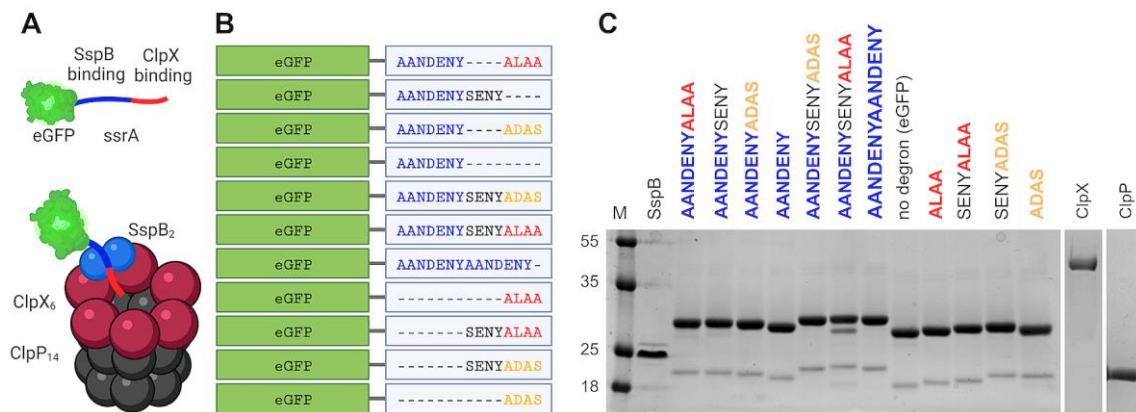 A
SspB
binding
ClpX
binding
eGFP
ssrA
SspB2
ClpX6
ClpP14
B
eGFP AANDENY----ALAA
eGFP AANDENYSENY----
eGFP AANDENY----ADAS
eGFP AANDENY--------
eGFP AANDENYSENYADAS
eGFP AANDENYSENYALAA
eGFP AANDENYAANDENY-
eGFP -----------ALAA
eGFP -------SENYALAA
eGFP -------SENYADAS
eGFP -----------ADAS
C
M
SspB
AANDENYALAA
AANDENYSENY
AANDENYADAS
AANDENY
AANDENYSENYADAS
AANDENYSENYALAA
AANDENYAANDENY
no degron (eGFP)
ALAA
SENYALAA
SENYADAS
ADAS
ClpX
ClpP
55
35
25
18